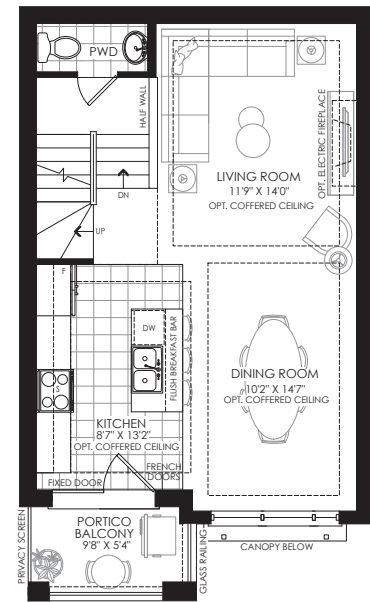 PWD
HALF WALL
DN
UP
LIVING ROOM
11'9" X 14'0"
OPT. COFFERED CEILING
OPT. ELECTRIC FIREPLACE
F
DW
S
FLUSH BREAKFAST BAR
DINING ROOM
10'2" X 14'7"
OPT. COFFERED CEILING
KITCHEN
8'7" X 13'2"
OPT. COFFERED CEILING
FRENCH
DOORS
FIXED DOOR
PRIVACY SCREEN
PORTICO
BALCONY
9'8" X 5'4"
GLASS RAILING
CANOPY BELOW